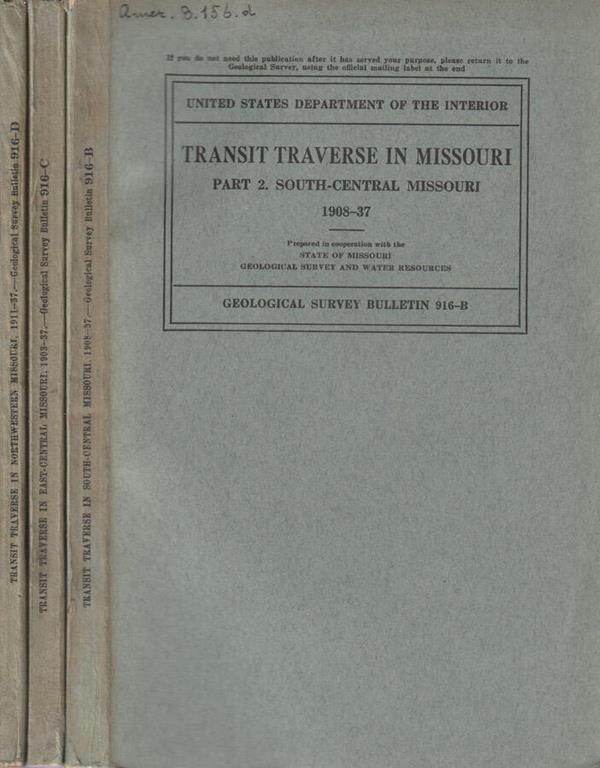 Amer. B. 156. d
If you do not need this publication after it has served your purpose, please return it to the
Geological Survey, using the official mailing label at the end
UNITED STATES DEPARTMENT OF THE INTERIOR
TRANSIT TRAVERSE IN MISSOURI
PART 2. SOUTH-CENTRAL MISSOURI
1908-37
Prepared in cooperation with the
STATE OF MISSOURI
GEOLOGICAL SURVEY AND WATER RESOURCES
GEOLOGICAL SURVEY BULLETIN 916-B
TRANSIT TRAVERSE IN NORTHWESTERN MISSOURI, 1911-37.—Geological Survey Bulletin 916-D
TRANSIT TRAVERSE IN EAST-CENTRAL MISSOURI, 1903-37.—Geological Survey Bulletin 916-C
TRANSIT TRAVERSE IN SOUTH-CENTRAL MISSOURI, 1908-37.—Geological Survey Bulletin 916-B